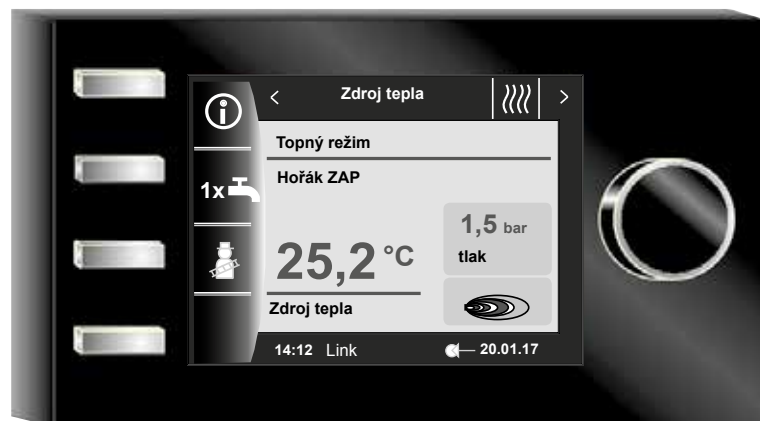 < Zdroj tepla >
Topný režim
1x
Hořák ZAP
1,5 bar
tlak
25,2 °C
Zdroj tepla
14:12 Link 20.01.17